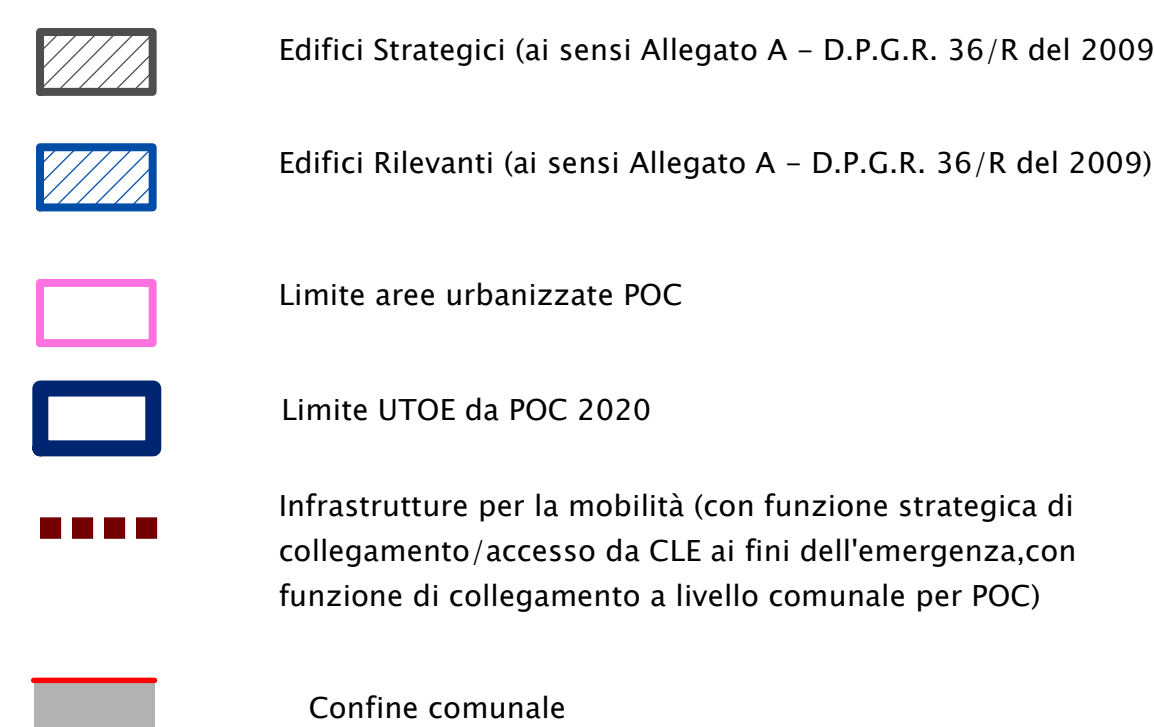 Edifici Strategici (ai sensi Allegato A - D.P.G.R. 36/R del 2009
Edifici Rilevanti (ai sensi Allegato A - D.P.G.R. 36/R del 2009)
Limite aree urbanizzate POC
Limite UTOE da POC 2020
Infrastrutture per la mobilità (con funzione strategica di
collegamento/accesso da CLE ai fini dell'emergenza,con
funzione di collegamento a livello comunale per POC)
Confine comunale